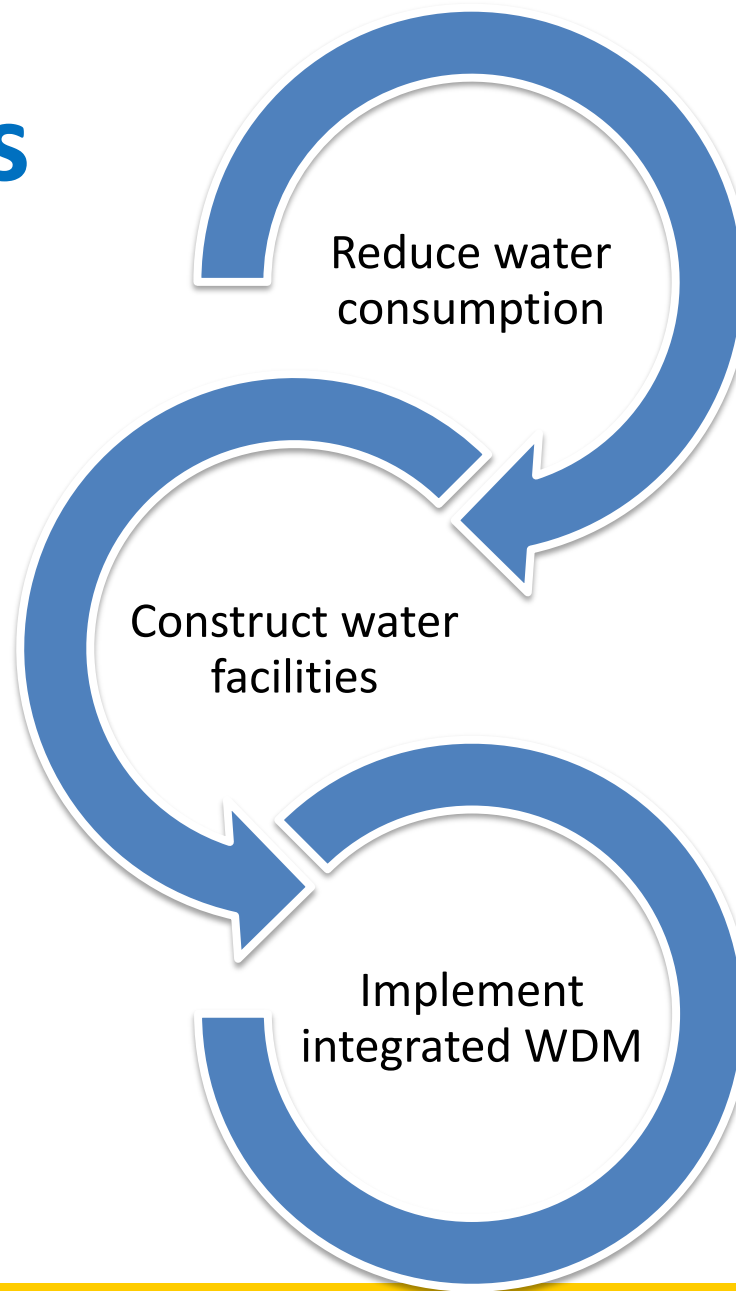 s
Reduce water
consumption
Construct water
facilities
Implement
integrated WDM